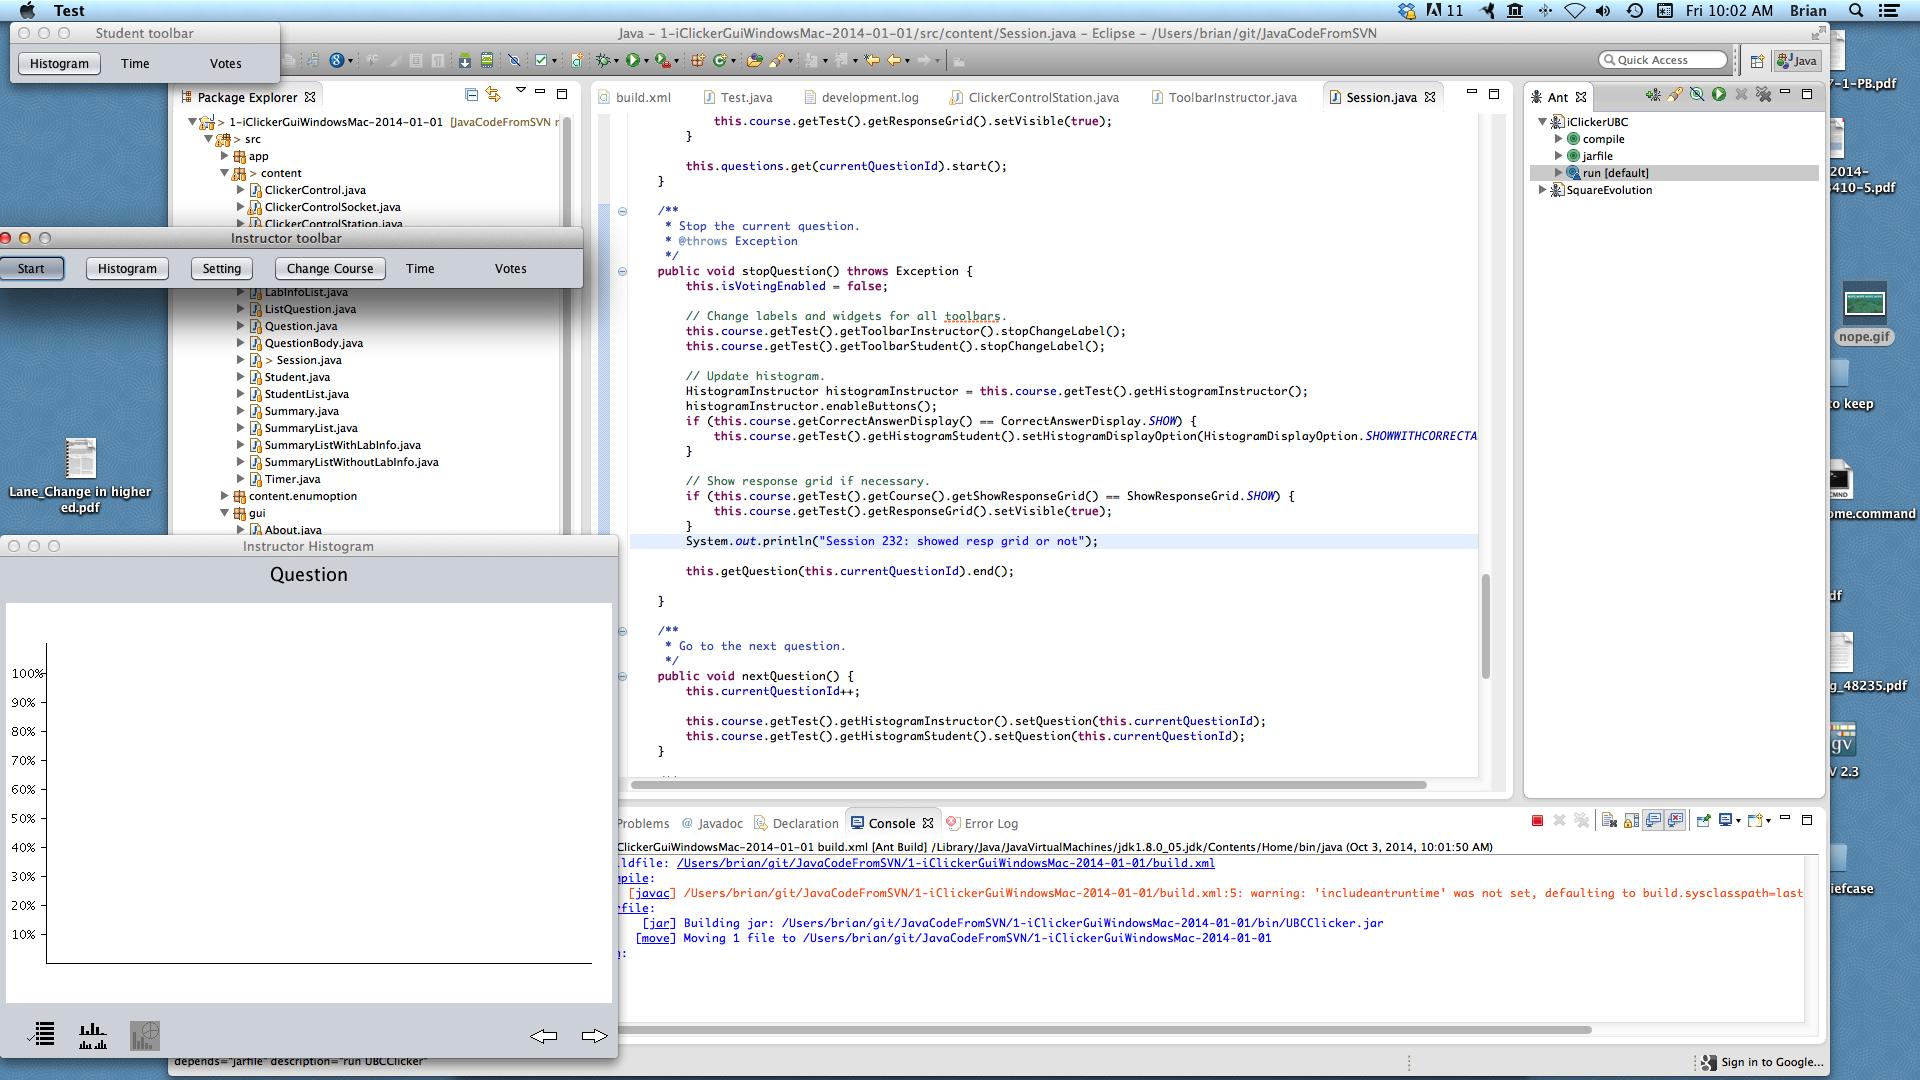 Test
11
Fri 10:02 AM
Brian
Student toolbar
Histogram
Time
Votes
Java – 1-iClickerGuiWindowsMac-2014-01-01/src/content/Session.java – Eclipse – /Users/brian/git/JavaCodeFromSVN
Quick Access
Java
Package Explorer
> 1-iClickerGuiWindowsMac-2014-01-01 [JavaCodeFromSVN
> src
app
> content
ClickerControl.java
ClickerControlSocket.java
ClickerControlStation.java
Instructor toolbar
Start
Histogram
Setting
Change Course
Time
Votes
LabInfoList.java
ListQuestion.java
Question.java
QuestionBody.java
> Session.java
Student.java
StudentList.java
Summary.java
SummaryList.java
SummaryListWithLabInfo.java
SummaryListWithoutLabInfo.java
Timer.java
content.enumoption
gui
About.java
build.xml
Test.java
development.log
ClickerControlStation.java
ToolbarInstructor.java
Session.java
this.course.getTest().getResponseGrid().setVisible(true);
}
this.questions.get(currentQuestionId).start();
}
/**
* Stop the current question.
* @throws Exception
*/
public void stopQuestion() throws Exception {
this.isVotingEnabled = false;
// Change labels and widgets for all toolbars.
this.course.getTest().getToolbarInstructor().stopChangeLabel();
this.course.getTest().getToolbarStudent().stopChangeLabel();
// Update histogram.
HistogramInstructor histogramInstructor = this.course.getTest().getHistogramInstructor();
histogramInstructor.enableButtons();
if (this.course.getCorrectAnswerDisplay() == CorrectAnswerDisplay.SHOW) {
this.course.getTest().getHistogramStudent().setHistogramDisplayOption(HistogramDisplayOption.SHOWWITHCORRECTA
}
// Show response grid if necessary.
if (this.course.getTest().getCourse().getShowResponseGrid() == ShowResponseGrid.SHOW) {
this.course.getTest().getResponseGrid().setVisible(true);
}
System.out.println("Session 232: showed resp grid or not");
this.getQuestion(this.currentQuestionId).end();
}
/**
* Go to the next question.
*/
public void nextQuestion() {
this.currentQuestionId++;
this.course.getTest().getHistogramInstructor().setQuestion(this.currentQuestionId);
this.course.getTest().getHistogramStudent().setQuestion(this.currentQuestionId);
}
Ant
iClickerUBC
compile
jarfile
run [default]
SquareEvolution
7-1-PB.pdf
2014-
3410-5.pdf
nope.gif
to keep
CMND
ome.command
df
g_48235.pdf
gv
V 2.3
iefcase
Lane_Change in higher
ed.pdf
Instructor Histogram
Question
100%
90%
80%
70%
60%
50%
40%
30%
20%
10%
Problems
@ Javadoc
Declaration
Console
Error Log
ClickerGuiWindowsMac-2014-01-01 build.xml [Ant Build] /Library/Java/JavaVirtualMachines/jdk1.8.0_05.jdk/Contents/Home/bin/java (Oct 3, 2014, 10:01:50 AM)
ldfile: /Users/brian/git/JavaCodeFromSVN/1-iClickerGuiWindowsMac-2014-01-01/build.xml
mpile:
[javac] /Users/brian/git/JavaCodeFromSVN/1-iClickerGuiWindowsMac-2014-01-01/build.xml:5: warning: 'includeantruntime' was not set, defaulting to build.sysclasspath=last
rfile:
[jar] Building jar: /Users/brian/git/JavaCodeFromSVN/1-iClickerGuiWindowsMac-2014-01-01/bin/UBCClicker.jar
[move] Moving 1 file to /Users/brian/git/JavaCodeFromSVN/1-iClickerGuiWindowsMac-2014-01-01
n:
depends="jarfile" description="run UBCClicker"
Sign in to Google...